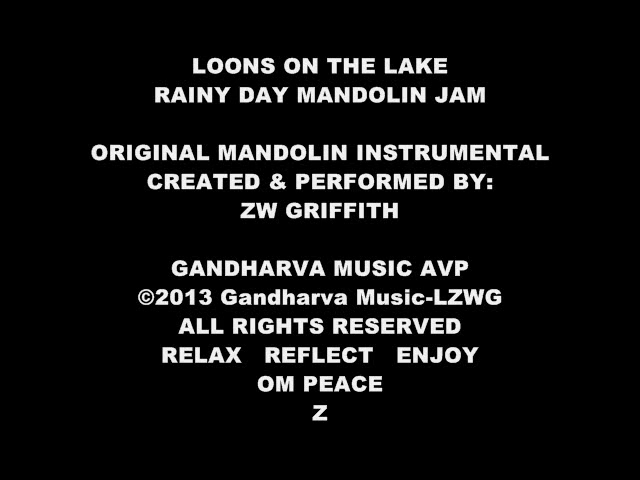 LOONS ON THE LAKE
RAINY DAY MANDOLIN JAM
ORIGINAL MANDOLIN INSTRUMENTAL
CREATED & PERFORMED BY:
ZW GRIFFITH
GANDHARVA MUSIC AVP
©2013 Gandharva Music-LZWG
ALL RIGHTS RESERVED
RELAX   REFLECT   ENJOY
OM PEACE
Z